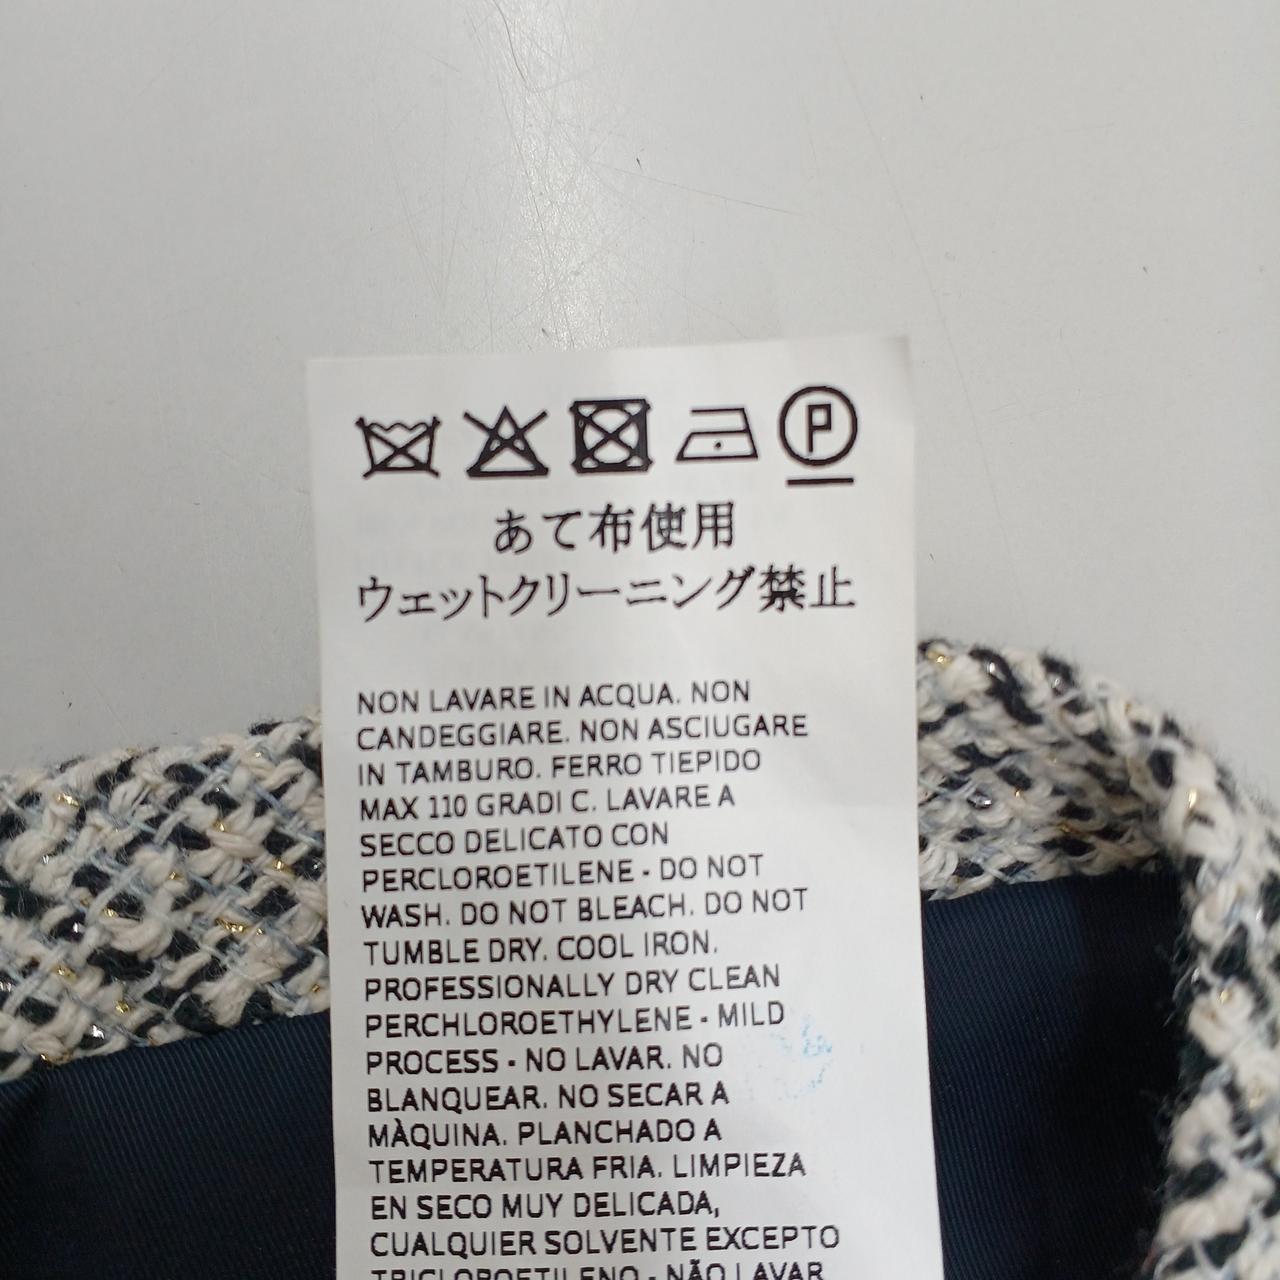 P
あて布使用
ウェットクリーニング禁止
NON LAVARE IN ACQUA. NON
CANDEGGIARE. NON ASCIUGARE
IN TAMBURO. FERRO TIEPIDO
MAX 110 GRADI C. LAVARE A
SECCO DELICATO CON
PERCLOROETILENE - DO NOT
WASH. DO NOT BLEACH. DO NOT
TUMBLE DRY. COOL IRON.
PROFESSIONALLY DRY CLEAN
PERCHLOROETHYLENE - MILD
PROCESS - NO LAVAR. NO
BLANQUEAR. NO SECAR A
MÀQUINA. PLANCHADO A
TEMPERATURA FRIA. LIMPIEZA
EN SECO MUY DELICADA,
CUALQUIER SOLVENTE EXCEPTO
TRICLOROETILENO - NÃO LAVAR